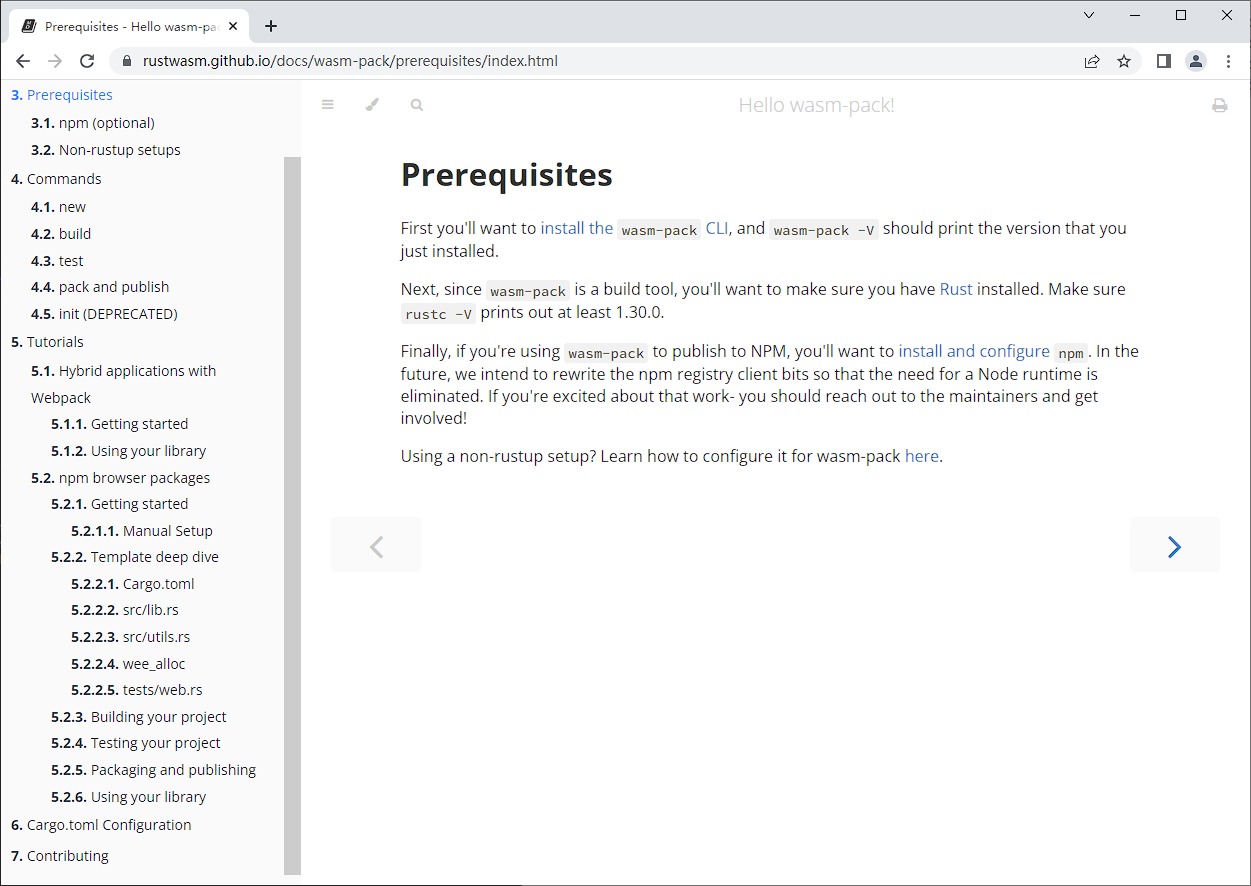 Prerequisites - Hello wasm-pa
rustwasm.github.io/docs/wasm-pack/prerequisites/index.html
3. Prerequisites
3.1. npm (optional)
3.2. Non-rustup setups
4. Commands
4.1. new
4.2. build
4.3. test
4.4. pack and publish
4.5. init (DEPRECATED)
5. Tutorials
5.1. Hybrid applications with
Webpack
5.1.1. Getting started
5.1.2. Using your library
5.2. npm browser packages
5.2.1. Getting started
5.2.1.1. Manual Setup
5.2.2. Template deep dive
5.2.2.1. Cargo.toml
5.2.2.2. src/lib.rs
5.2.2.3. src/utils.rs
5.2.2.4. wee_alloc
5.2.2.5. tests/web.rs
5.2.3. Building your project
5.2.4. Testing your project
5.2.5. Packaging and publishing
5.2.6. Using your library
6. Cargo.toml Configuration
7. Contributing
Hello wasm-pack!
Prerequisites
First you'll want to install the wasm-pack CLI, and wasm-pack -V should print the version that you
just installed.
Next, since wasm-pack is a build tool, you'll want to make sure you have Rust installed. Make sure
rustc -V prints out at least 1.30.0.
Finally, if you're using wasm-pack to publish to NPM, you'll want to install and configure npm. In the
future, we intend to rewrite the npm registry client bits so that the need for a Node runtime is
eliminated. If you're excited about that work- you should reach out to the maintainers and get
involved!
Using a non-rustup setup? Learn how to configure it for wasm-pack here.